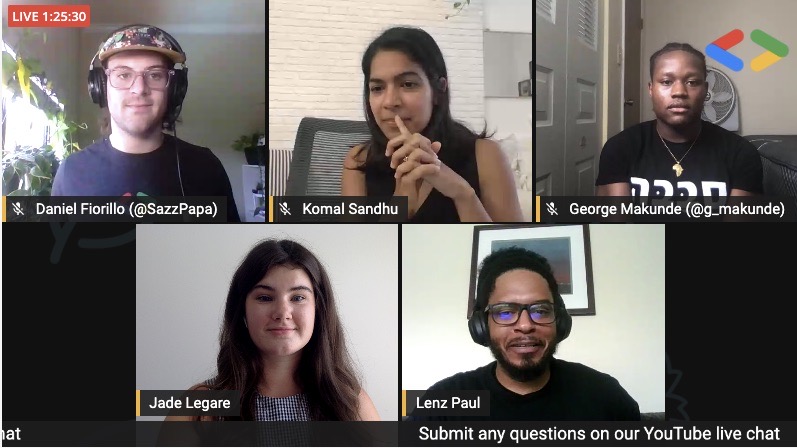 LIVE 1:25:30
Daniel Fiorillo (@SazzPapa)
Komal Sandhu
George Makunde (@g_makunde)
Jade Legare
Lenz Paul
hat
Submit any questions on our YouTube live chat